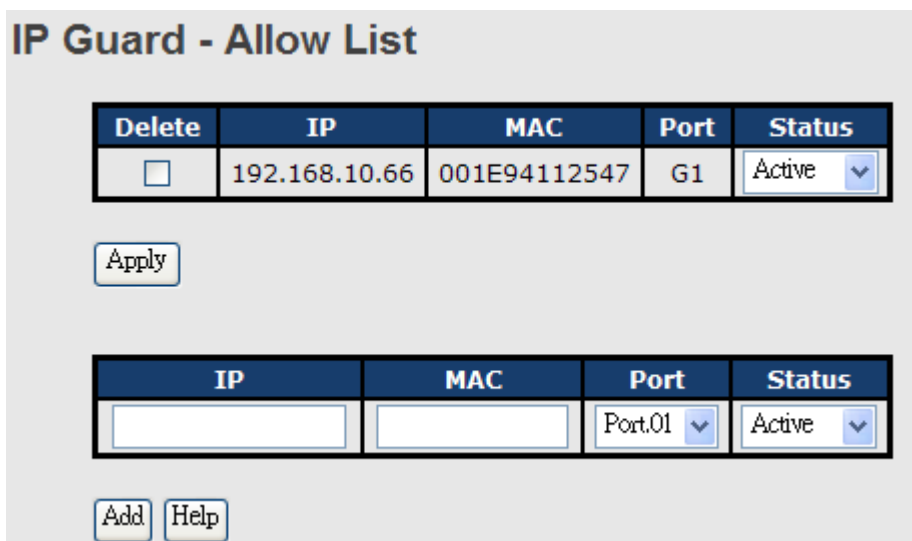 IP Guard - Allow List
Delete IP MAC Port Status
192.168.10.66 001E94112547 G1 Active
Apply
IP MAC Port Status
Port.01 Active
Add Help